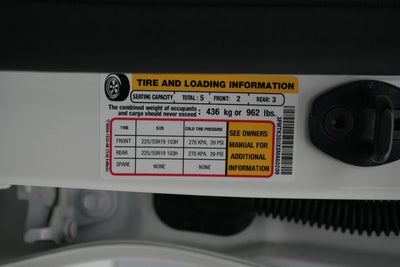 TIRE AND LOADING INFORMATION
SEATING CAPACITY TOTAL: 5 FRONT: 2 REAR: 3
The combined weight of occupants and cargo should never exceed: 436 kg or 962 lbs.
TIRE SIZE COLD TIRE PRESSURE
FRONT 225/55R19 103H 270 KPA, 39 PSI
REAR 225/55R19 103H 270 KPA, 39 PSI
SPARE NONE NONE
SEE OWNERS
MANUAL FOR
ADDITIONAL
INFORMATION